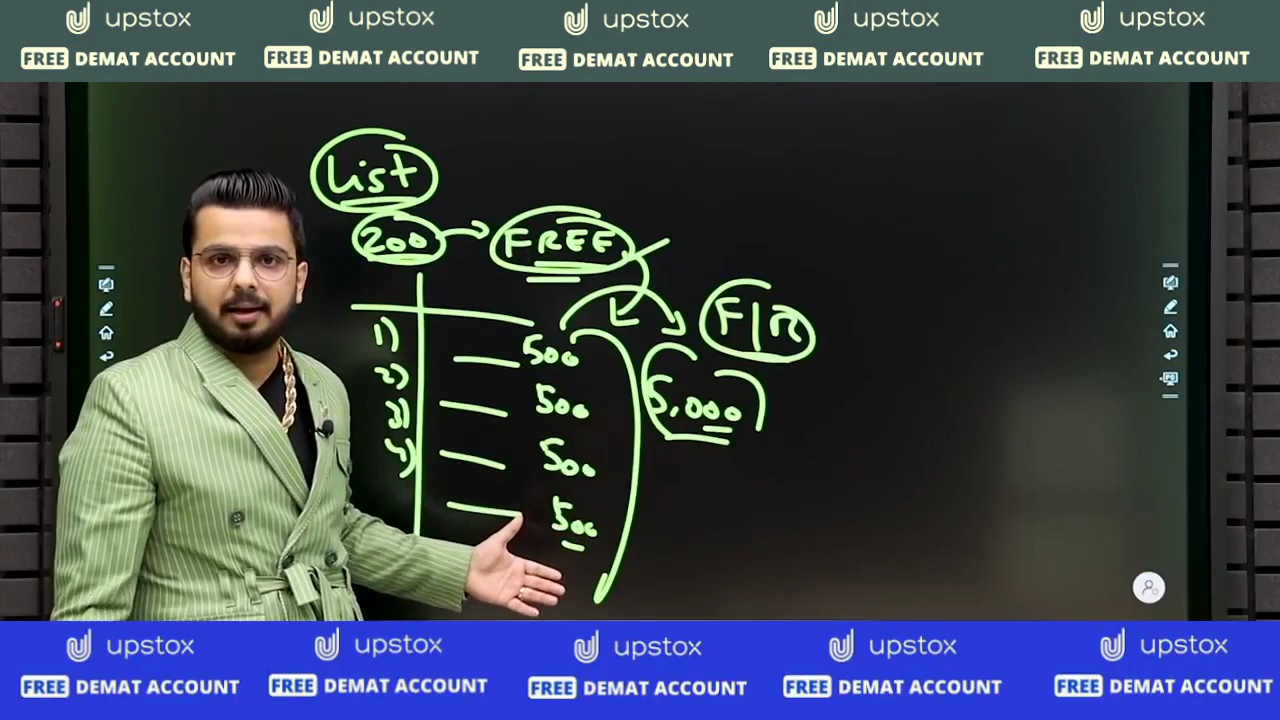 upstox upstox upstox upstox upstox
FREE DEMAT ACCOUNT FREE DEMAT ACCOUNT FREE DEMAT ACCOUNT FREE DEMAT ACCOUNT FREE DEMAT ACCOUNT
List
200 → FREE
F/R
1) 500
2) 500 5,000
3) 500
500
upstox upstox upstox upstox upstox
FREE DEMAT ACCOUNT FREE DEMAT ACCOUNT FREE DEMAT ACCOUNT FREE DEMAT ACCOUNT FREE DEMAT ACCOUNT